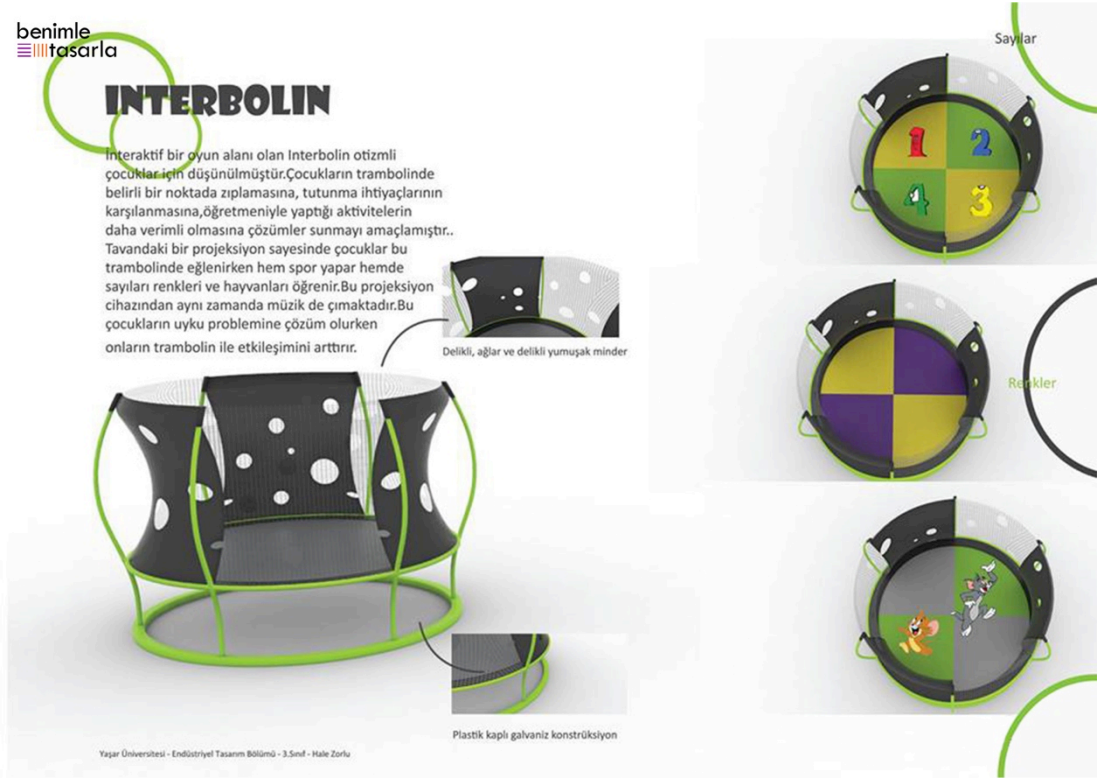 benimle
tasarla
INTERBOLIN
İnteraktif bir oyun alanı olan Interbolin otizmli
çocuklar için düşünülmüştür.Çocukların trambolinde
belirli bir noktada zıplamasına, tutunma ihtiyaçlarının
karşılanmasına,öğretmeniyle yaptığı aktivitelerin
daha verimli olmasına çözümler sunmayı amaçlamıştır..
Tavandaki bir projeksiyon sayesinde çocuklar bu
trambolinde eğlenirken hem spor yapar hemde
sayıları renkleri ve hayvanları öğrenir.Bu projeksiyon
cihazından aynı zamanda müzik de çımaktadır.Bu
çocukların uyku problemine çözüm olurken
onların trambolin ile etkileşimini arttırır.
Delikli, ağlar ve delikli yumuşak minder
Plastik kaplı galvaniz konstrüksiyon
Yaşar Üniversitesi - Endüstriyel Tasarım Bölümü - 3.Sınıf - Hale Zorlu
Sayılar
1 2
4 3
Renkler